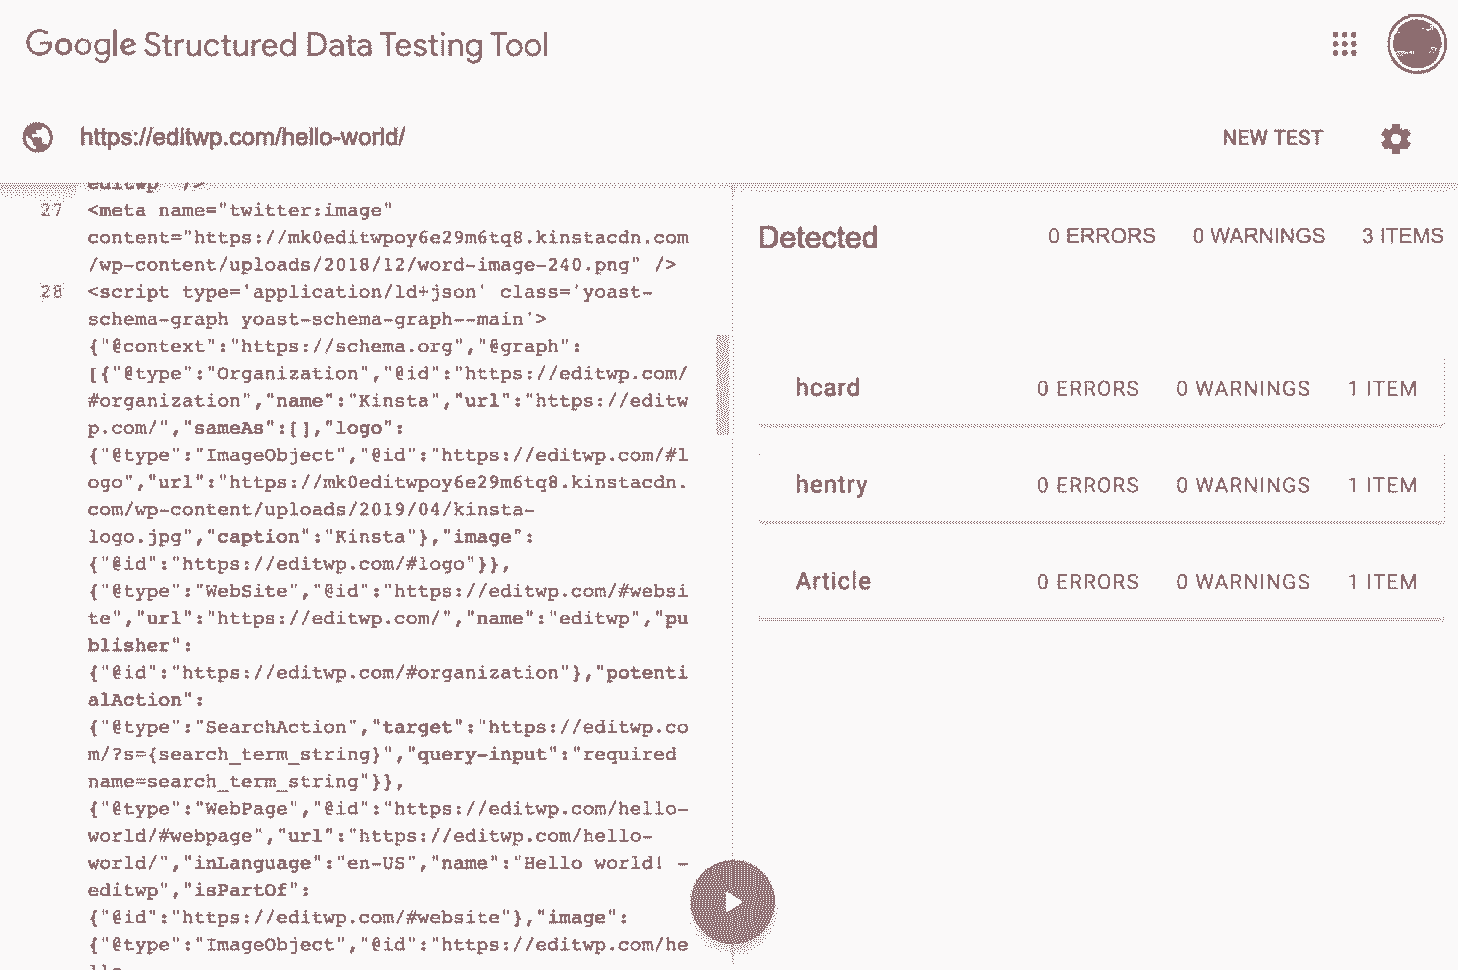 Google Structured Data Testing Tool
https://editwp.com/hello-world/
NEW TEST
editwp" />
27 <meta name="twitter:image"
content="https://mk0editwpoy6e29m6tq8.kinstacdn.com
/wp-content/uploads/2018/12/word-image-240.png" />
28 <script type='application/ld+json' class='yoast-
schema-graph yoast-schema-graph--main'>
{"@context":"https://schema.org","@graph":
[{"@type":"Organization","@id":"https://editwp.com/
#organization","name":"Kinsta","url":"https://editw
p.com/","sameAs":[],"logo":
{"@type":"ImageObject","@id":"https://editwp.com/#l
ogo","url":"https://mk0editwpoy6e29m6tq8.kinstacdn.
com/wp-content/uploads/2019/04/kinsta-
logo.jpg","caption":"Kinsta"},"image":
{"@id":"https://editwp.com/#logo"}},
{"@type":"WebSite","@id":"https://editwp.com/#websi
te","url":"https://editwp.com/","name":"editwp","pu
blisher":
{"@id":"https://editwp.com/#organization"},"potenti
alAction":
{"@type":"SearchAction","target":"https://editwp.co
m/?s={search_term_string}","query-input":"required
name=search_term_string"}},
{"@type":"WebPage","@id":"https://editwp.com/hello-
world/#webpage","url":"https://editwp.com/hello-
world/","inLanguage":"en-US","name":"Hello world! -
editwp","isPartOf":
{"@id":"https://editwp.com/#website"},"image":
{"@type":"ImageObject","@id":"https://editwp.com/he
Detected 0 ERRORS 0 WARNINGS 3 ITEMS
hcard 0 ERRORS 0 WARNINGS 1 ITEM
hentry 0 ERRORS 0 WARNINGS 1 ITEM
Article 0 ERRORS 0 WARNINGS 1 ITEM